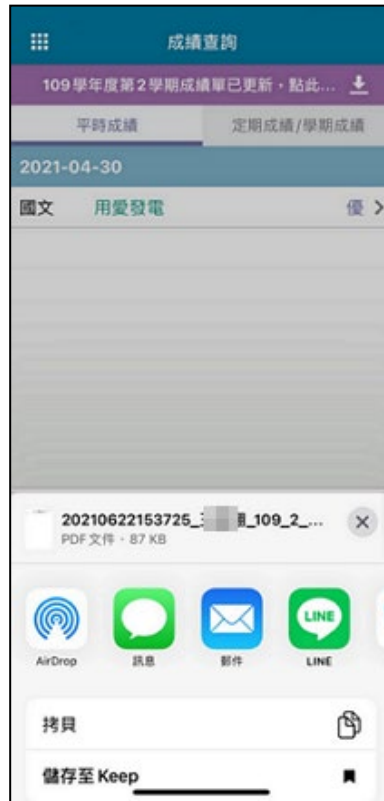 成績查詢
109學年度第2學期成績單已更新，點此...
平時成績 定期成績/學期成績
2021-04-30
國文 用愛發電 優
20210622153725_ _109_2_...
PDF文件・87 KB
LINE
AirDrop 訊息 郵件 LINE
拷貝
儲存至 Keep